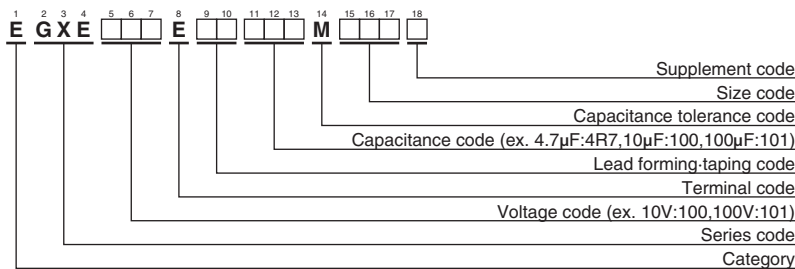 1 2 3 4 5 6 7 8 9 10 11 12 13 14 15 16 17 18
E GXE E M
Supplement code
Size code
Capacitance tolerance code
Capacitance code (ex. 4.7μF:4R7,10μF:100,100μF:101)
Lead forming·taping code
Terminal code
Voltage code (ex. 10V:100,100V:101)
Series code
Category